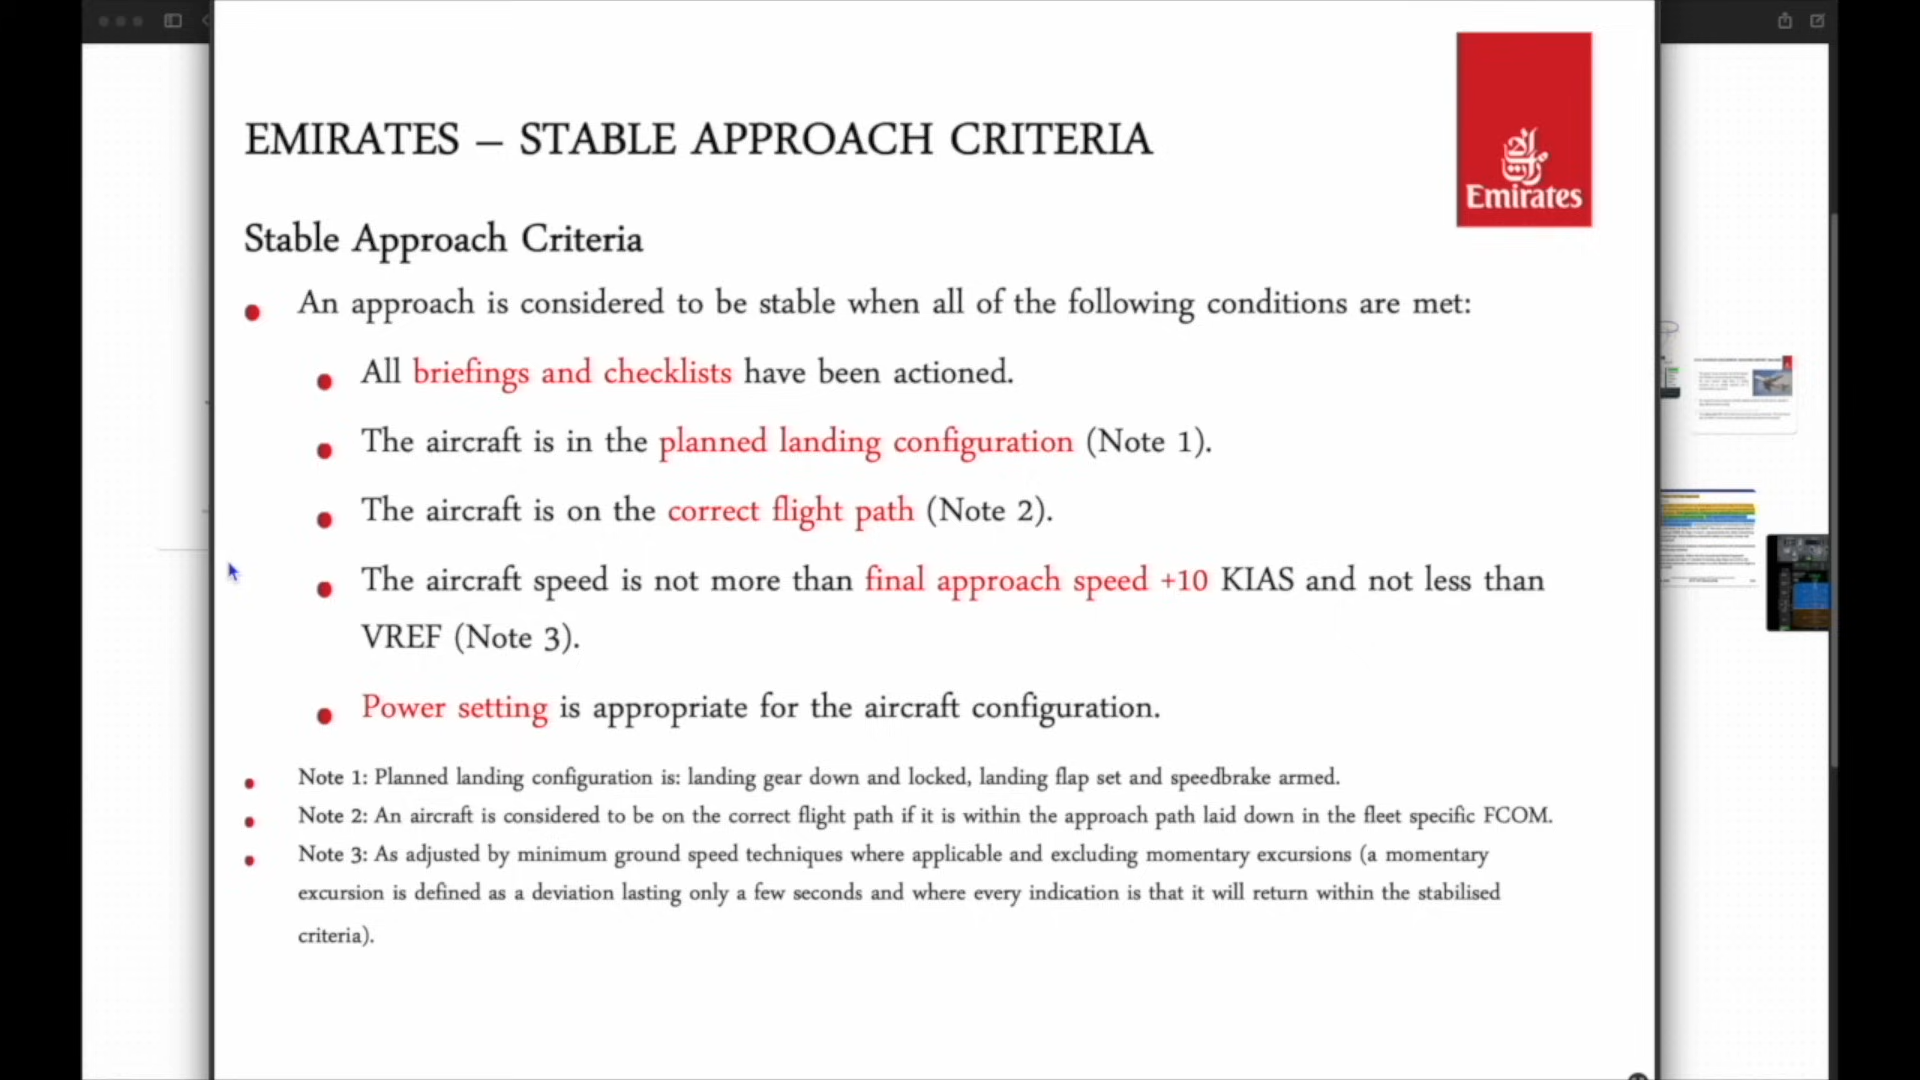 EMIRATES – STABLE APPROACH CRITERIA
Emirates
Stable Approach Criteria
An approach is considered to be stable when all of the following conditions are met:
All briefings and checklists have been actioned.
The aircraft is in the planned landing configuration (Note 1).
The aircraft is on the correct flight path (Note 2).
The aircraft speed is not more than final approach speed +10 KIAS and not less than
VREF (Note 3).
Power setting is appropriate for the aircraft configuration.
Note 1: Planned landing configuration is: landing gear down and locked, landing flap set and speedbrake armed.
Note 2: An aircraft is considered to be on the correct flight path if it is within the approach path laid down in the fleet specific FCOM.
Note 3: As adjusted by minimum ground speed techniques where applicable and excluding momentary excursions (a momentary
excursion is defined as a deviation lasting only a few seconds and where every indication is that it will return within the stabilised
criteria).